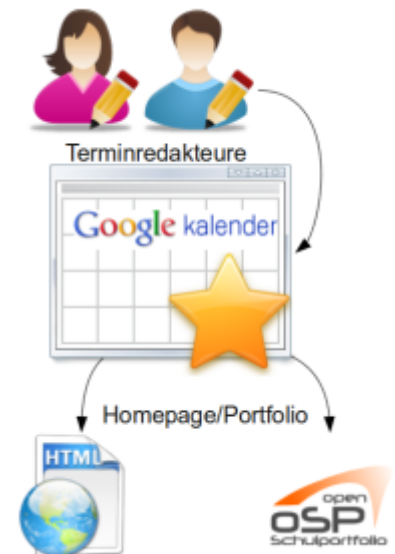 Terminredakteure
Google kalender
Homepage/Portfolio
HTML
open
OSP
Schulportfolio